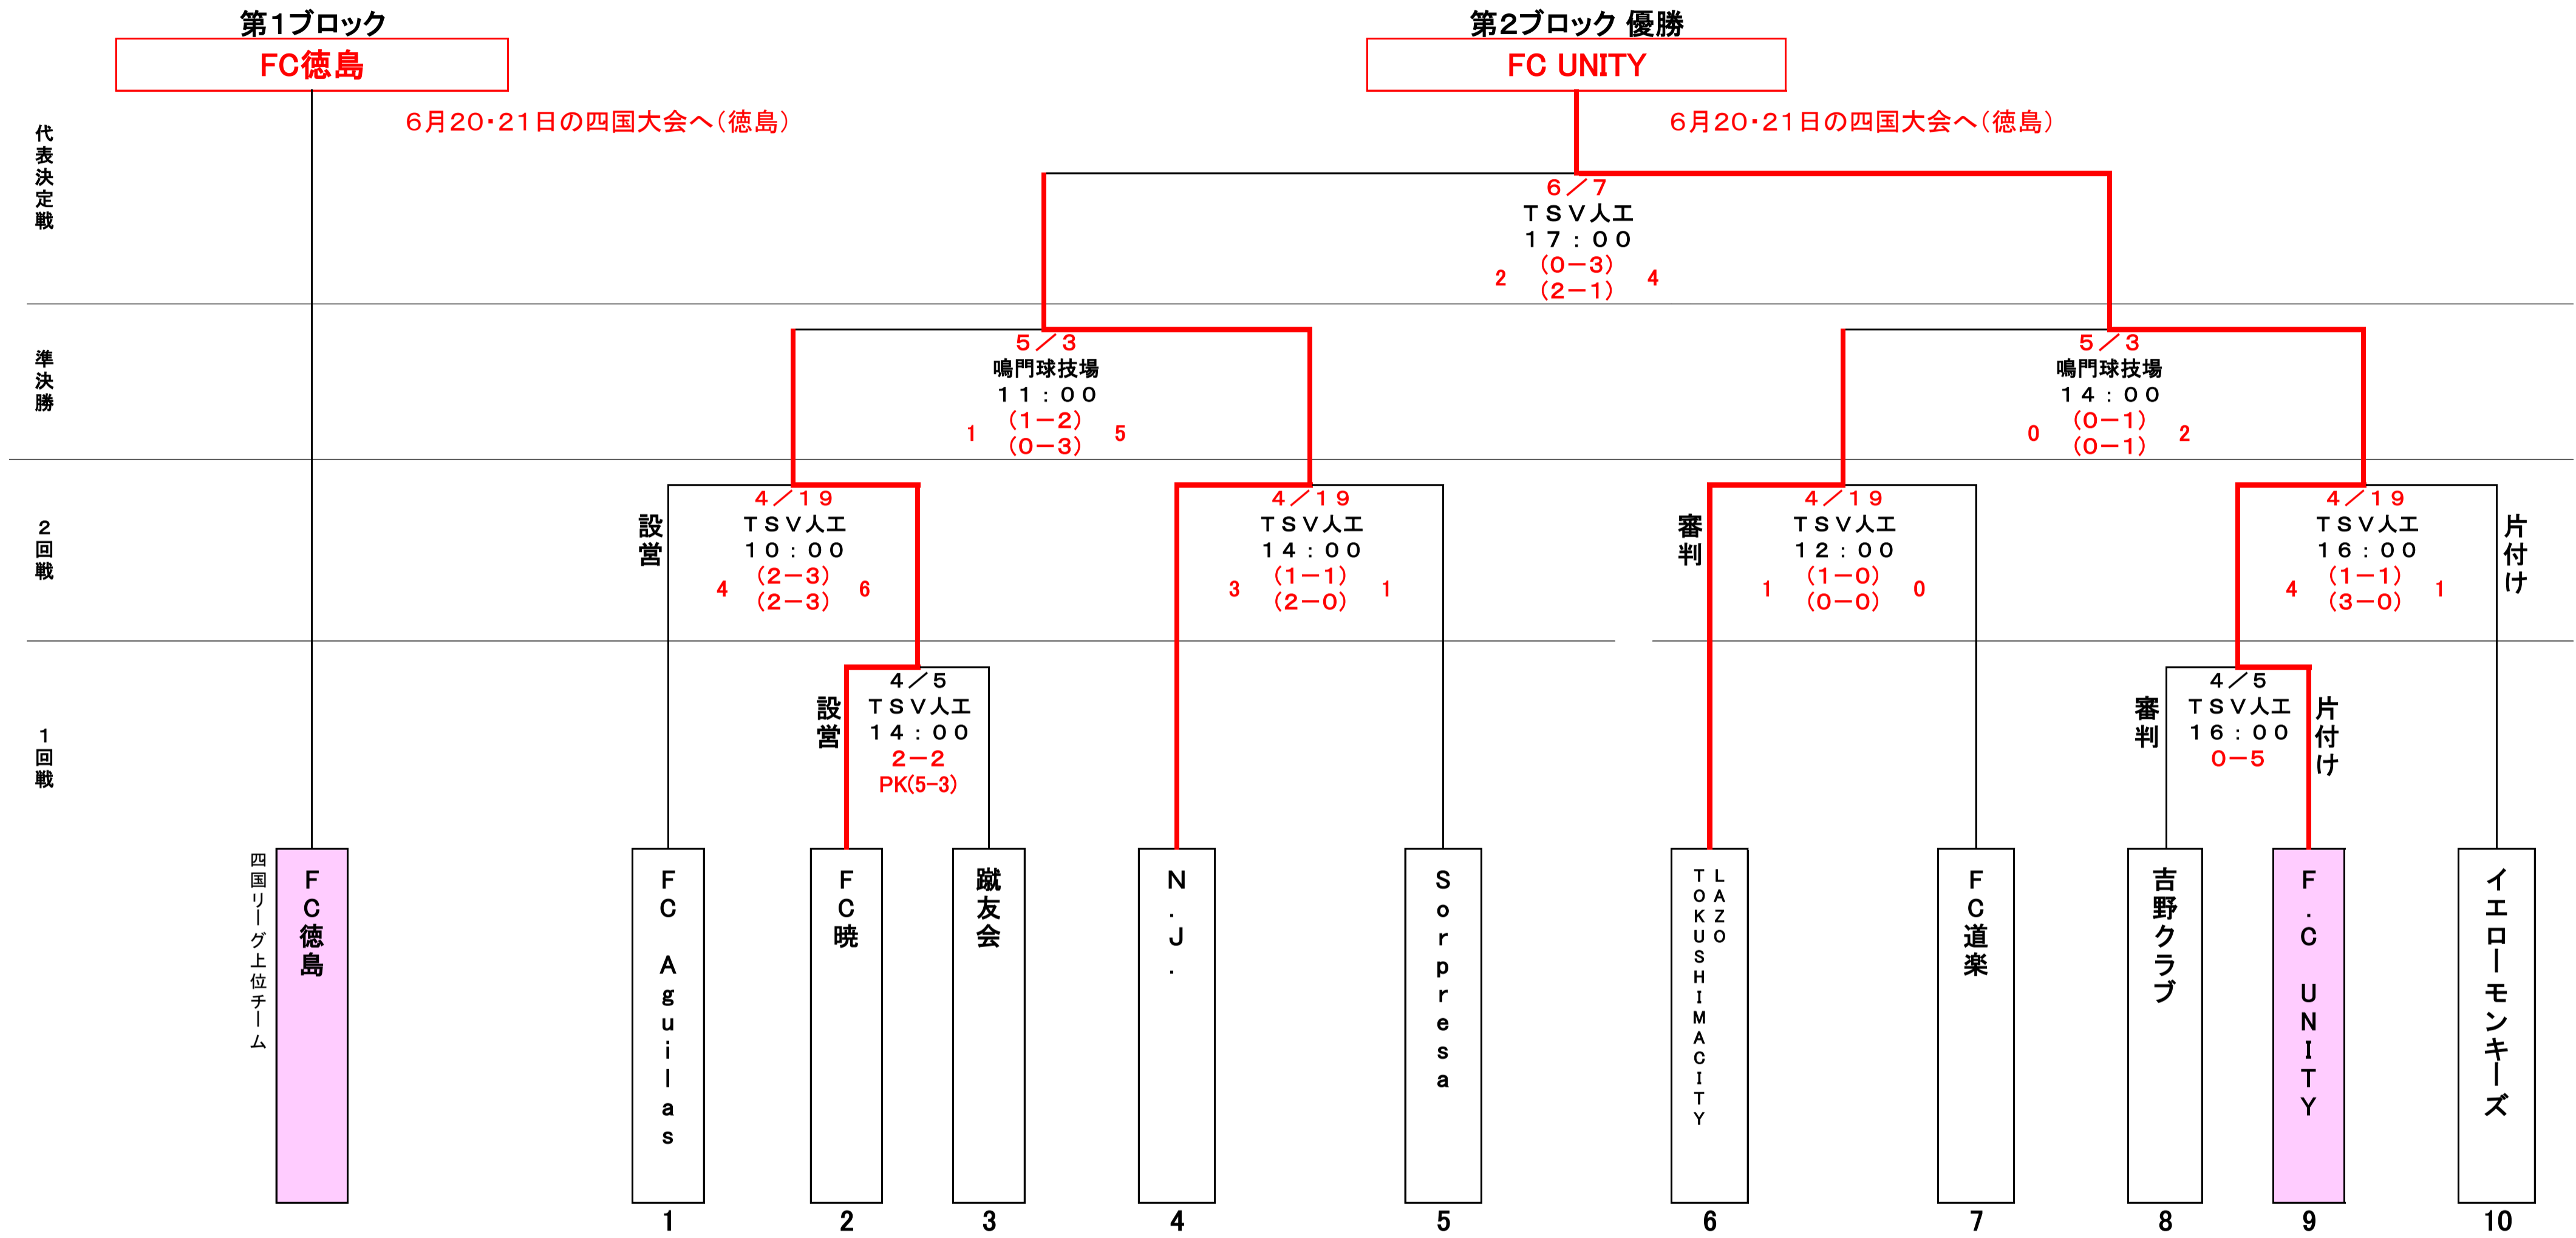 第1ブロック
第2ブロック 優勝
FC徳島
FC UNITY
6月20・21日の四国大会へ（徳島）
6月20・21日の四国大会へ（徳島）
代表決定戦
6／7
TSV人工
17：00
（0－3）
2 4
（2－1）
準決勝
5／3
鳴門球技場
11：00
（1－2）
1 5
（0－3）
5／3
鳴門球技場
14：00
（0－1）
0 2
（0－1）
2回戦
設営
4／19
TSV人工
10：00
（2－3）
4 6
（2－3）
4／19
TSV人工
14：00
（1－1）
3 1
（2－0）
審判
4／19
TSV人工
12：00
（1－0）
1 0
（0－0）
4／19
TSV人工
16：00
（1－1）
4 1
（3－0）
片付け
1回戦
設営
4／5
TSV人工
14：00
2－2
PK(5-3)
審判
4／5
TSV人工
16：00
0－5
片付け
四国リーグ上位チーム
FC徳島
FC Aguilas
FC暁
蹴友会
N.J.
Sorpresa
LAZO
TOKUSHIMACITY
FC道楽
吉野クラブ
F.C UNITY
イエローモンキーズ
1 2 3 4 5 6 7 8 9 10